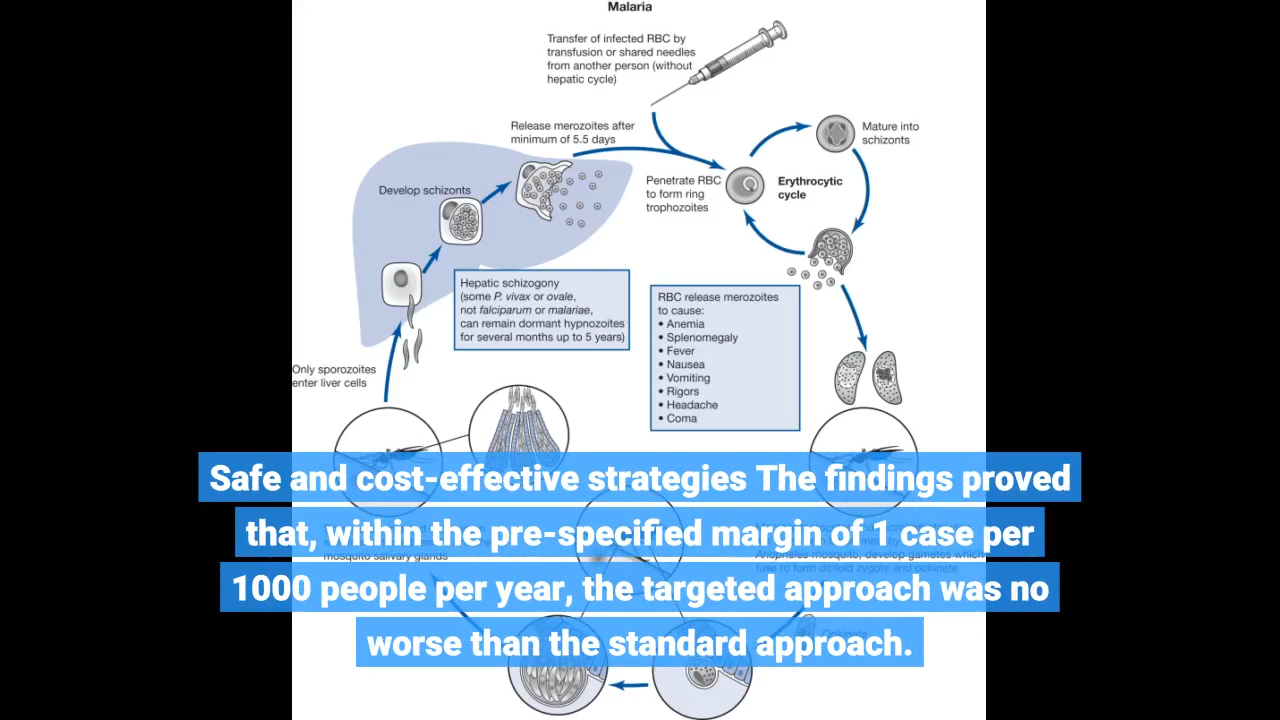 Malaria
Transfer of infected RBC by
transfusion or shared needles
from another person (without
hepatic cycle)
Release merozoites after
minimum of 5.5 days
Mature into
schizonts
Develop schizonts
Penetrate RBC
to form ring
trophozoites
Erythrocytic
cycle
Hepatic schizogony
(some P. vivax or ovale,
not falciparum or malariae,
can remain dormant hypnozoites
for several months up to 5 years)
RBC release merozoites
to cause:
• Anemia
• Splenomegaly
• Fever
• Nausea
• Vomiting
• Rigors
• Headache
• Coma
Only sporozoites
enter liver cells
Safe and cost-effective strategies The findings proved
that, within the pre-specified margin of 1 case per
1000 people per year, the targeted approach was no
worse than the standard approach.
mosquito salivary glands
Anopheles mosquito, develop gametes which
fuse to form diploid zygote and ookinete